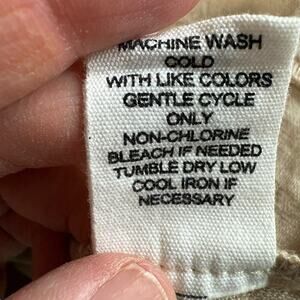 MACHINE WASH
COLD
WITH LIKE COLORS
GENTLE CYCLE
ONLY
NON-CHLORINE
BLEACH IF NEEDED
TUMBLE DRY LOW
COOL IRON IF
NECESSARY